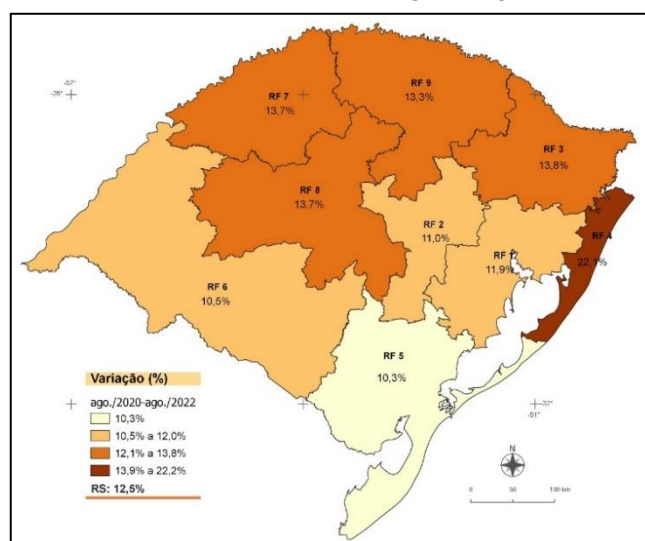 RF 7
13,7%
RF 9
13,3%
RF 3
13,8%
RF 8
13,7%
RF 2
11,0%
RF 4
22,1%
RF 1
11,9%
RF 6
10,5%
RF 5
10,3%
-57°
-28°
-32°
-51°
Variação (%)
ago./2020-ago./2022
10,3%
10,5% a 12,0%
12,1% a 13,8%
13,9% a 22,2%
RS: 12,5%
N
0 50 100 km